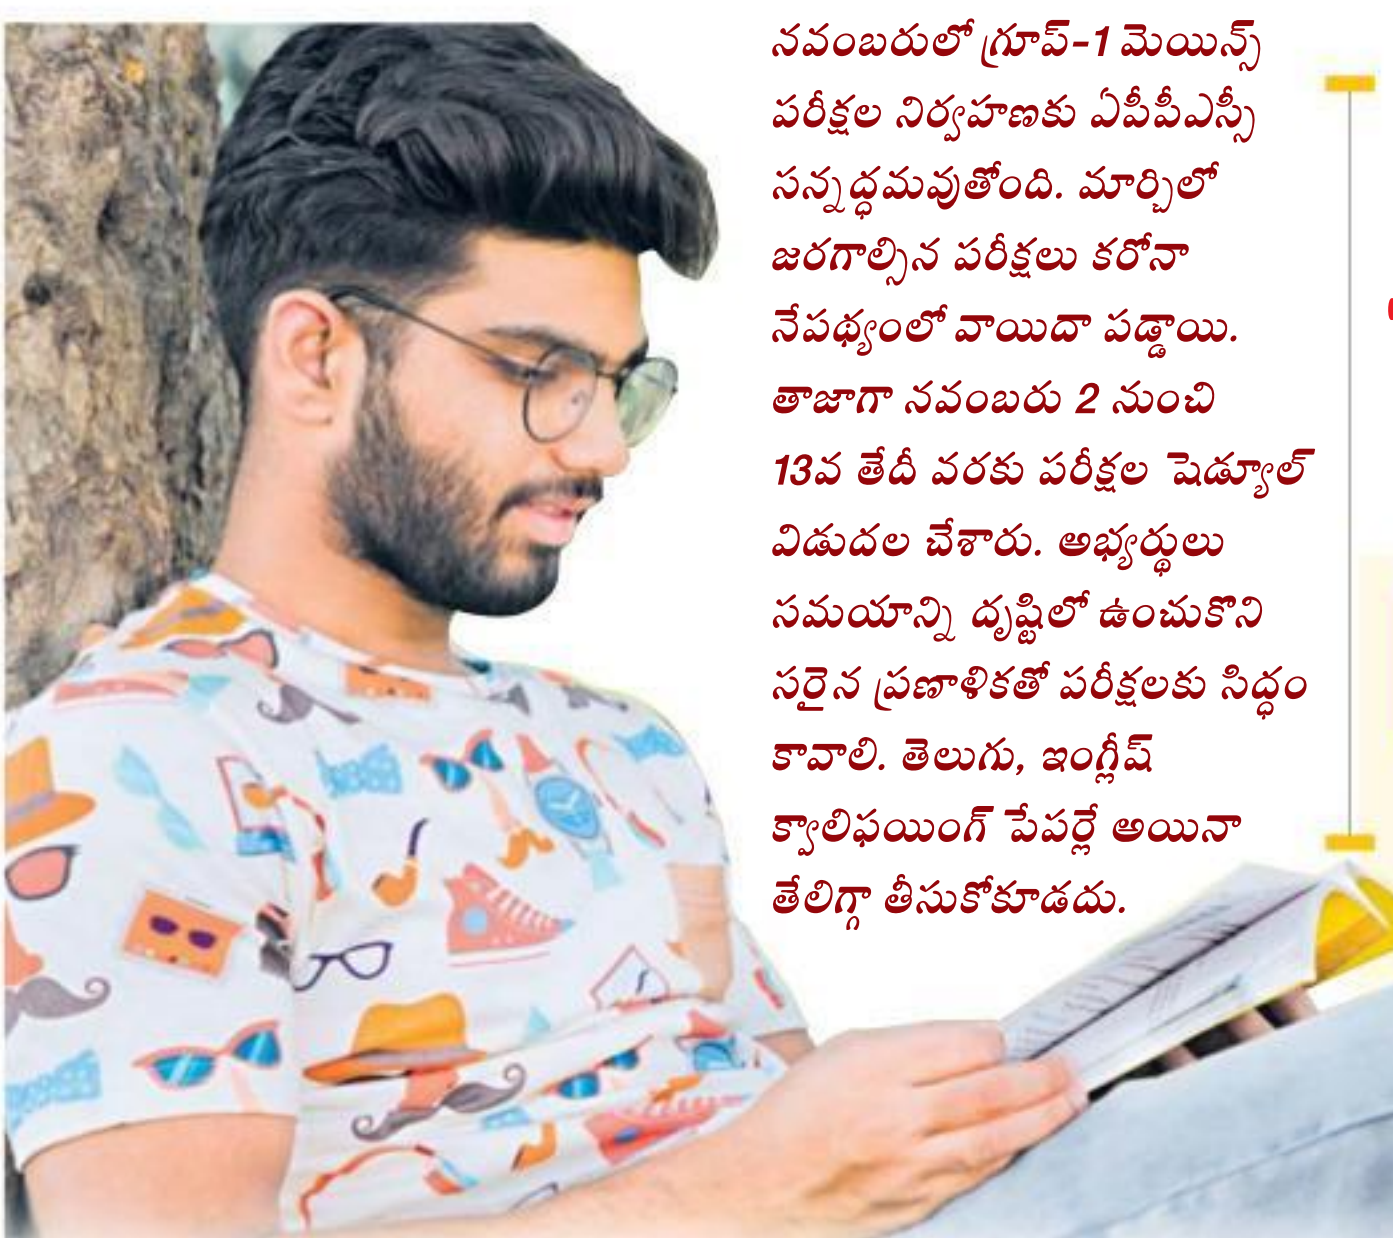 నవంబరులో గ్రూప్-1 మెయిన్స్
పరీక్షల నిర్వహణకు ఏపీపీఎస్సీ
సన్నద్ధమవుతోంది. మార్చిలో
జరగాల్సిన పరీక్షలు కరోనా
నేపథ్యంలో వాయిదా పడ్డాయి.
తాజాగా నవంబరు 2 నుంచి
13వ తేదీ వరకు పరీక్షల షెడ్యూల్
విడుదల చేశారు. అభ్యర్థులు
సమయాన్ని దృష్టిలో ఉంచుకొని
సరైన ప్రణాళికతో పరీక్షలకు సిద్ధం
కావాలి. తెలుగు, ఇంగ్లీష్
క్వాలిఫయింగ్ పేపర్లే అయినా
తేలిగ్గా తీసుకోకూడదు.